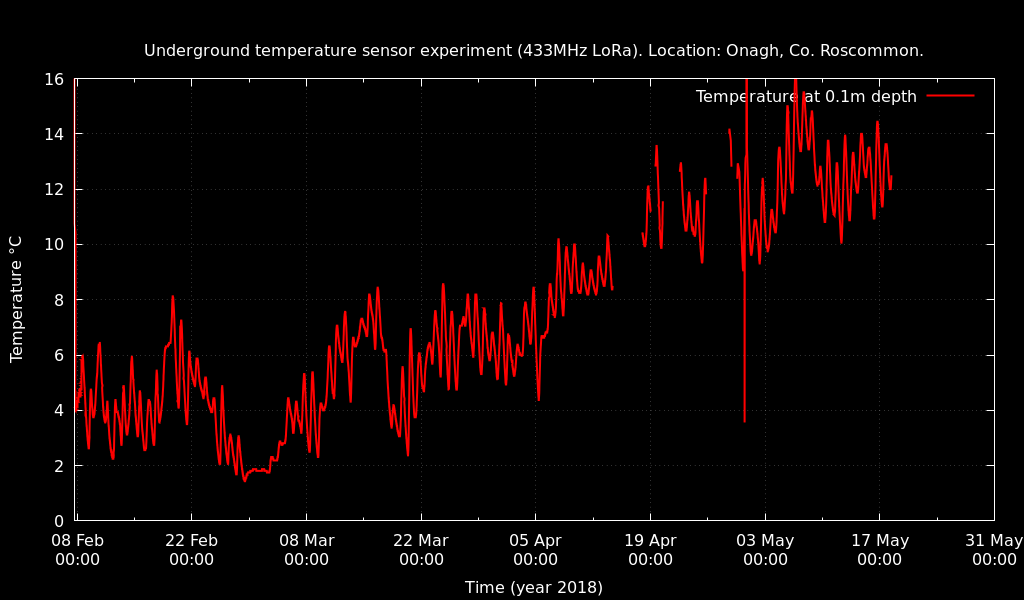 Underground temperature sensor experiment (433MHz LoRa). Location: Onagh, Co. Roscommon.
Temperature at 0.1m depth
Temperature °C
16
14
12
10
8
6
4
2
0
08 Feb 22 Feb 08 Mar 22 Mar 05 Apr 19 Apr 03 May 17 May 31 May
00:00 00:00 00:00 00:00 00:00 00:00 00:00 00:00 00:00
Time (year 2018)